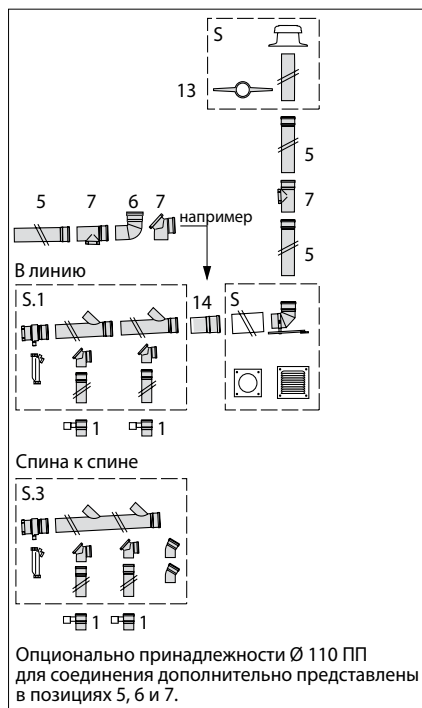 S
13
5
7
5
5 7 6 7
например
В линию
S.1
14
S
1 1
Спина к спине
S.3
1 1
Опционально принадлежности Ø 110 ПП
для соединения дополнительно представлены
в позициях 5, 6 и 7.